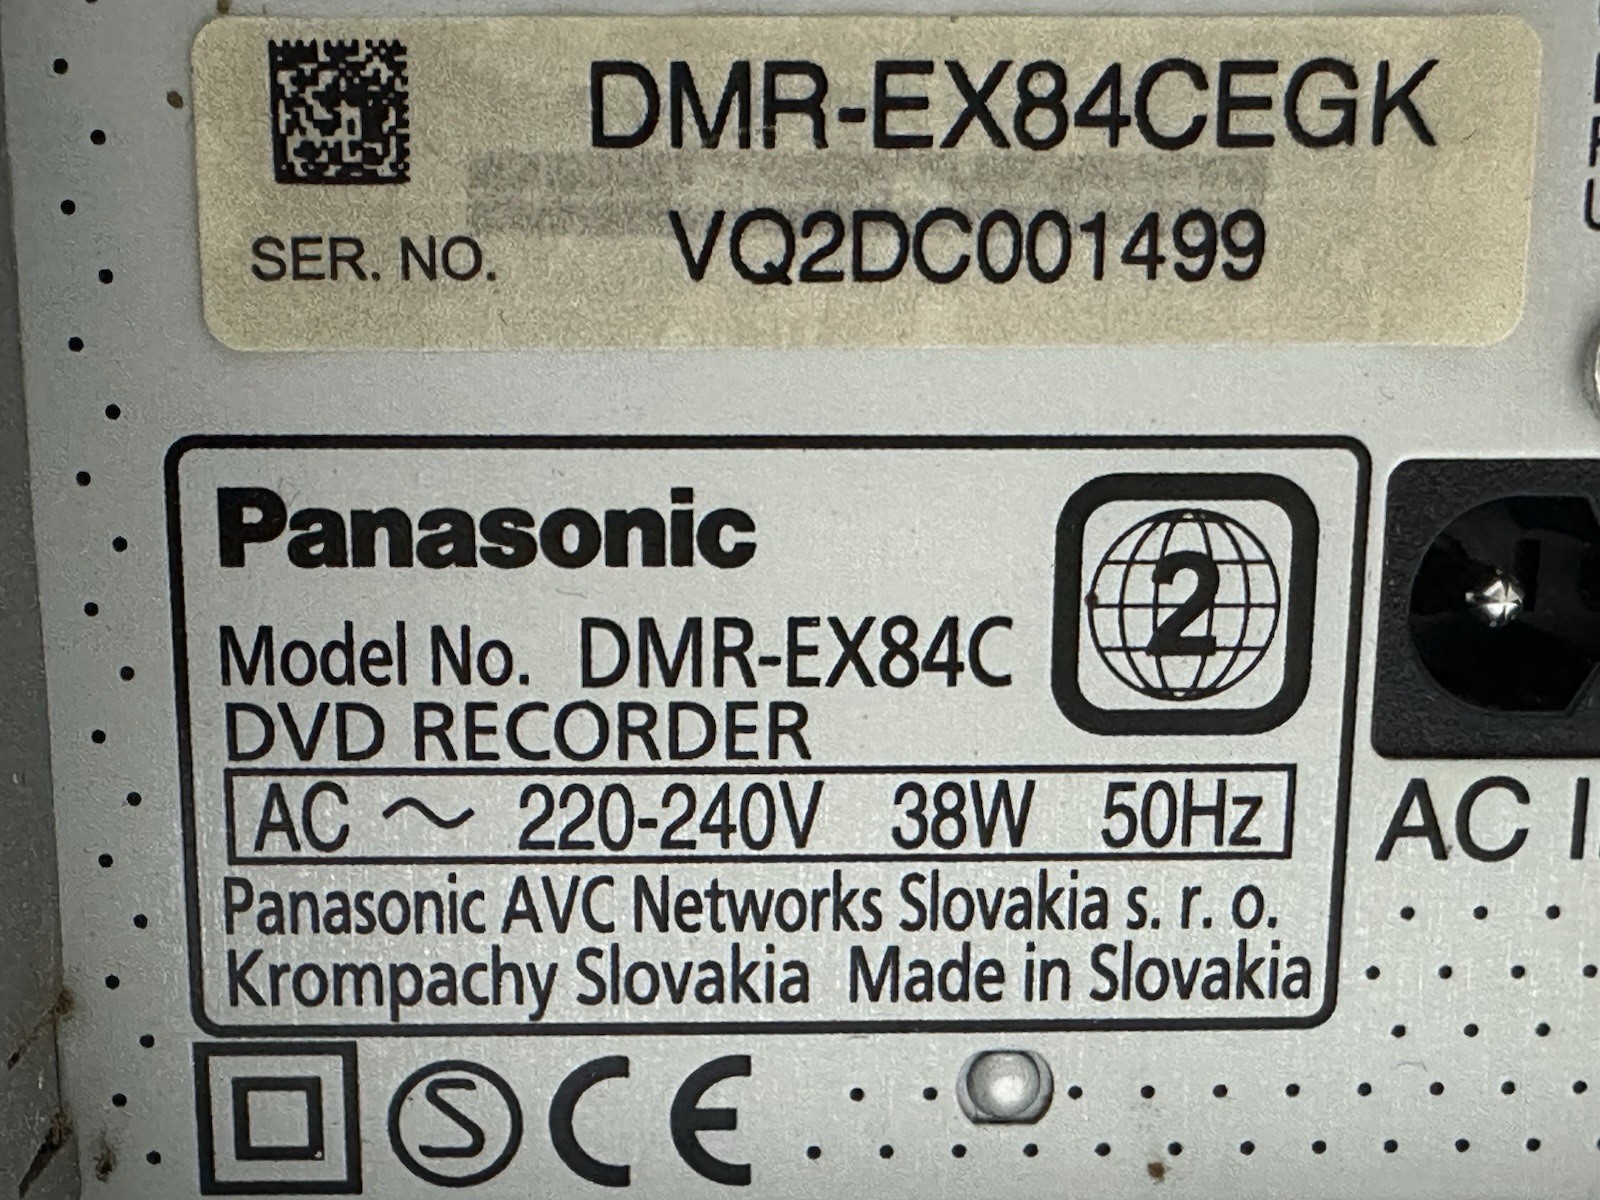 DMR-EX84CEGK
SER. NO. VQ2DC001499
Panasonic
2
Model No. DMR-EX84C
DVD RECORDER
AC ~ 220-240V 38W 50Hz
Panasonic AVC Networks Slovakia s. r. o.
Krompachy Slovakia Made in Slovakia
AC
S CE